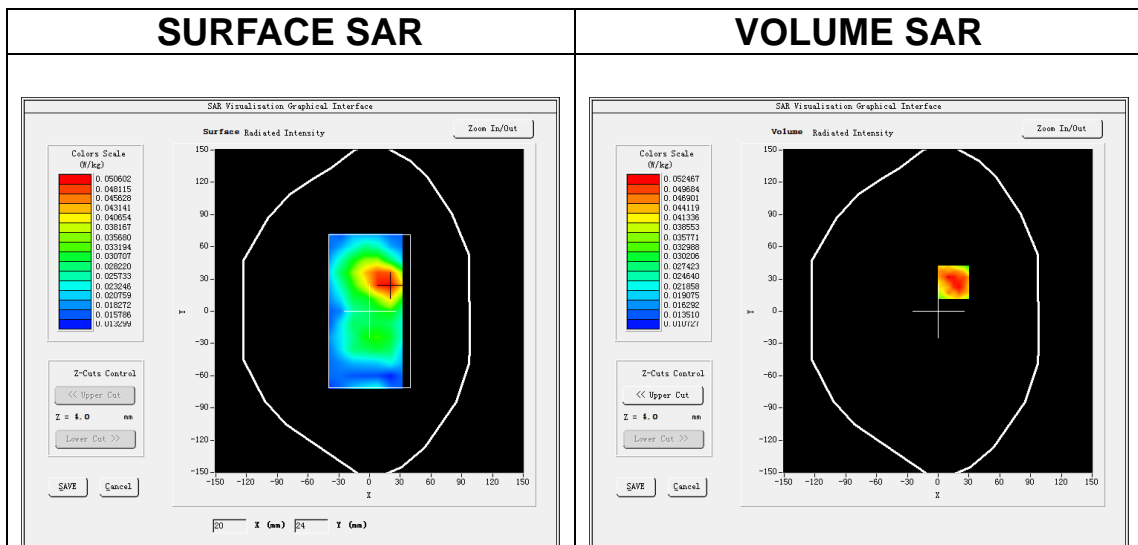 SURFACE SAR
VOLUME SAR
SAR Visualisation Graphical Interface
Surface Radiated Intensity
Zoom In/Out
Colors Scale
(W/kg)
0.050602
0.048115
0.045628
0.043141
0.040654
0.038167
0.035680
0.033194
0.030707
0.028220
0.025733
0.023246
0.020759
0.018272
0.015786
0.013299
Z-Cuts Control
<< Upper Cut
Z = 4.0 mm
Lower Cut >>
SAVE
Cancel
150
120
90
60
30
0
-30
-60
-90
-120
-150
Y
-150 -120 -90 -60 -30 0 30 60 90 120 150
X
20 X (mm) 24 Y (mm)
SAR Visualisation Graphical Interface
Volume Radiated Intensity
Zoom In/Out
Colors Scale
(W/kg)
0.052467
0.049684
0.046901
0.044119
0.041336
0.038553
0.035771
0.032988
0.030206
0.027423
0.024640
0.021858
0.019075
0.016292
0.013510
0.010727
Z-Cuts Control
<< Upper Cut
Z = 4.0 mm
Lower Cut >>
SAVE
Cancel
150
120
90
60
30
0
-30
-60
-90
-120
-150
Y
-150 -120 -90 -60 -30 0 30 60 90 120 150
X